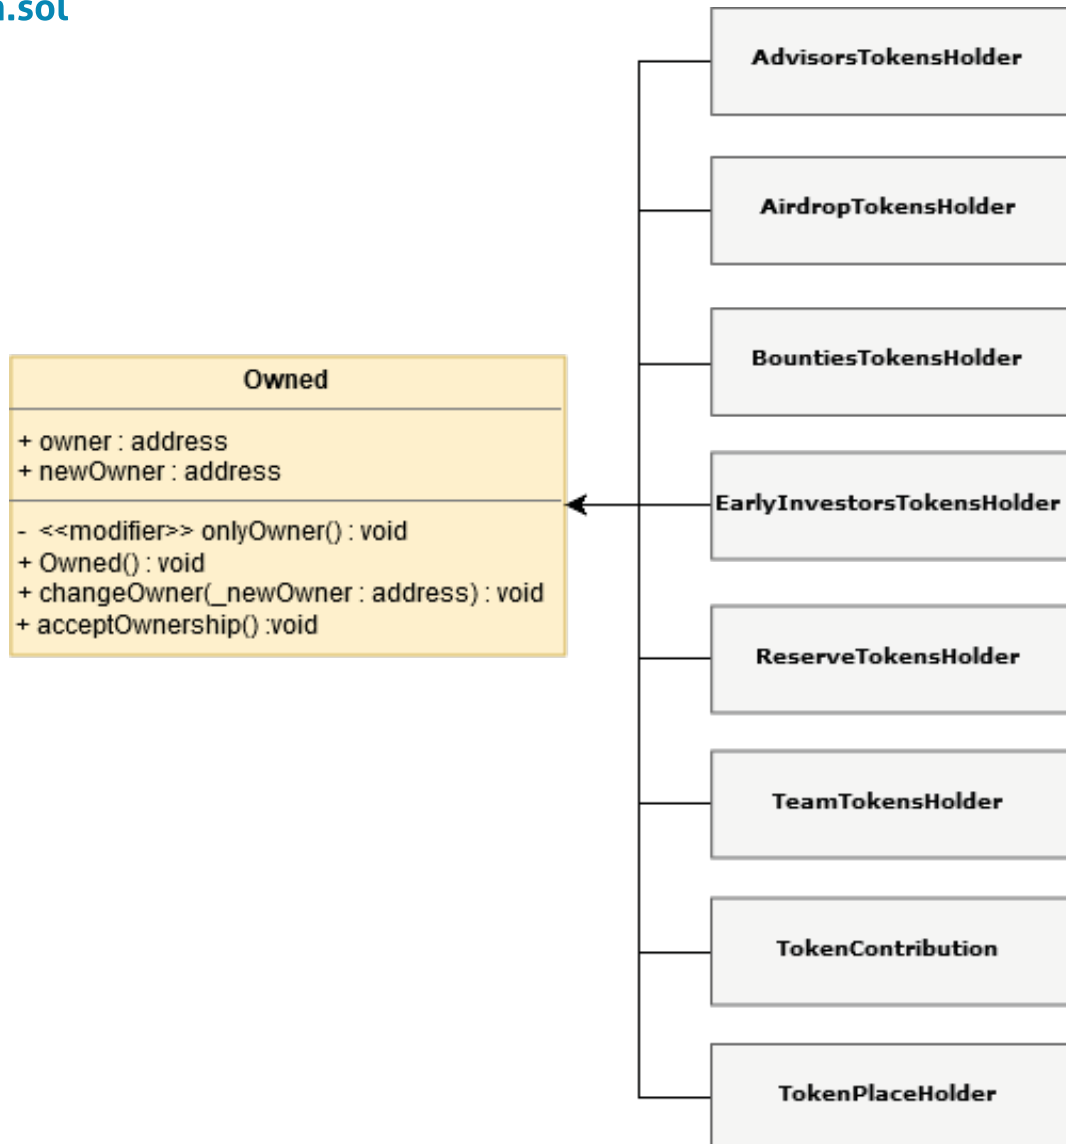 n.sol
AdvisorsTokensHolder
AirdropTokensHolder
BountiesTokensHolder
EarlyInvestorsTokensHolder
ReserveTokensHolder
TeamTokensHolder
TokenContribution
TokenPlaceHolder
Owned
+ owner : address
+ newOwner : address
- <<modifier>> onlyOwner() : void
+ Owned() : void
+ changeOwner(_newOwner : address) : void
+ acceptOwnership() :void